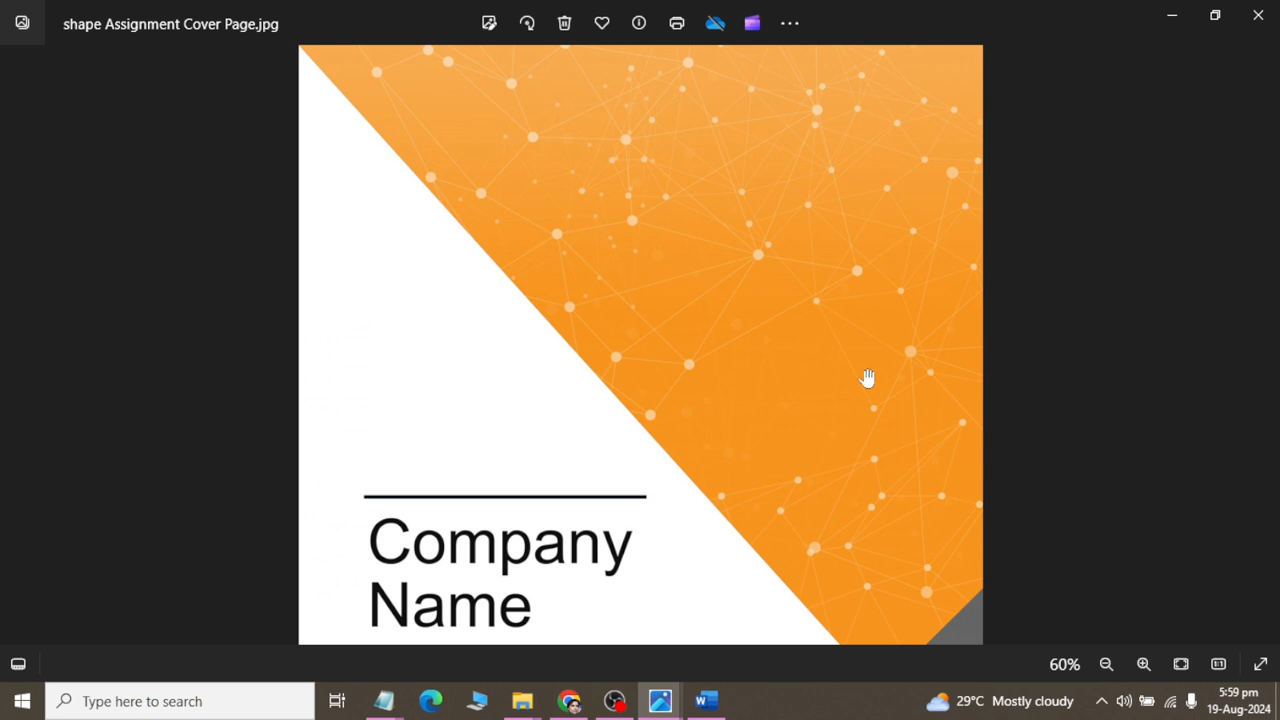 shape Assignment Cover Page.jpg
Company
Name
60%
Type here to search
29°C Mostly cloudy
5:59 pm
19-Aug-2024